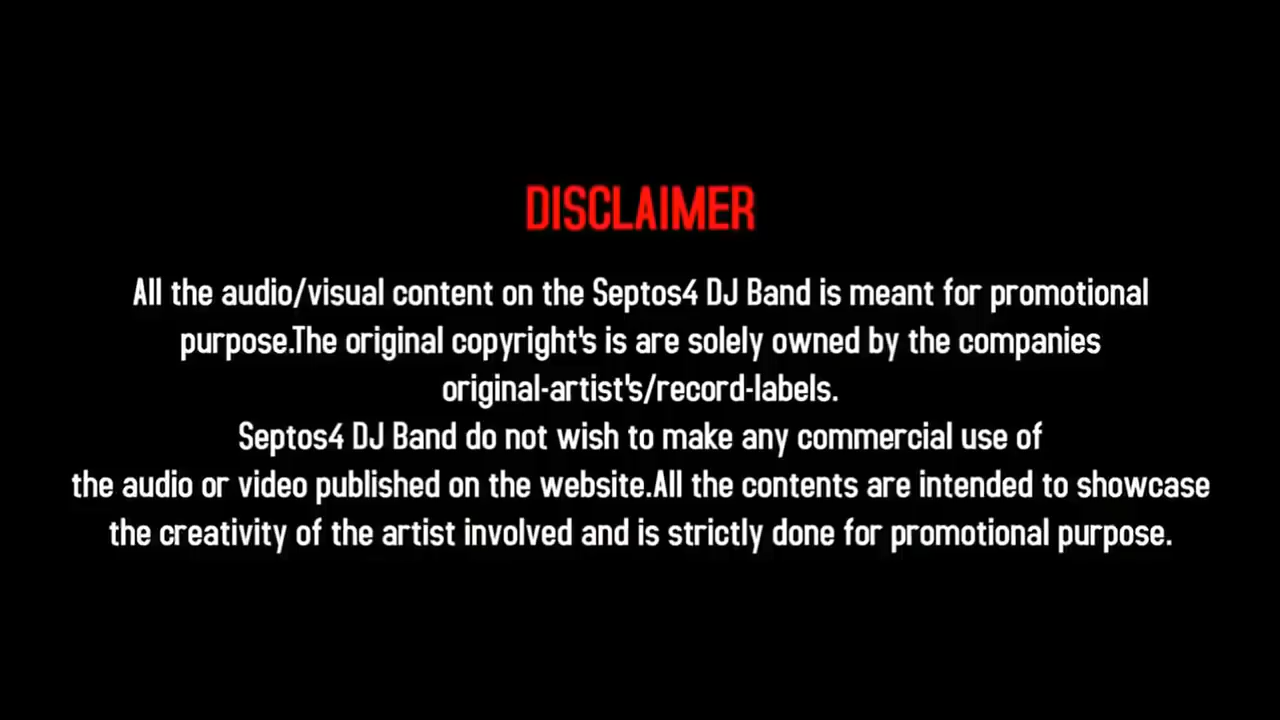 DISCLAIMER
All the audio/visual content on the Septos4 DJ Band is meant for promotional
purpose.The original copyright's is are solely owned by the companies
original-artist's/record-labels.
Septos4 DJ Band do not wish to make any commercial use of
the audio or video published on the website.All the contents are intended to showcase
the creativity of the artist involved and is strictly done for promotional purpose.